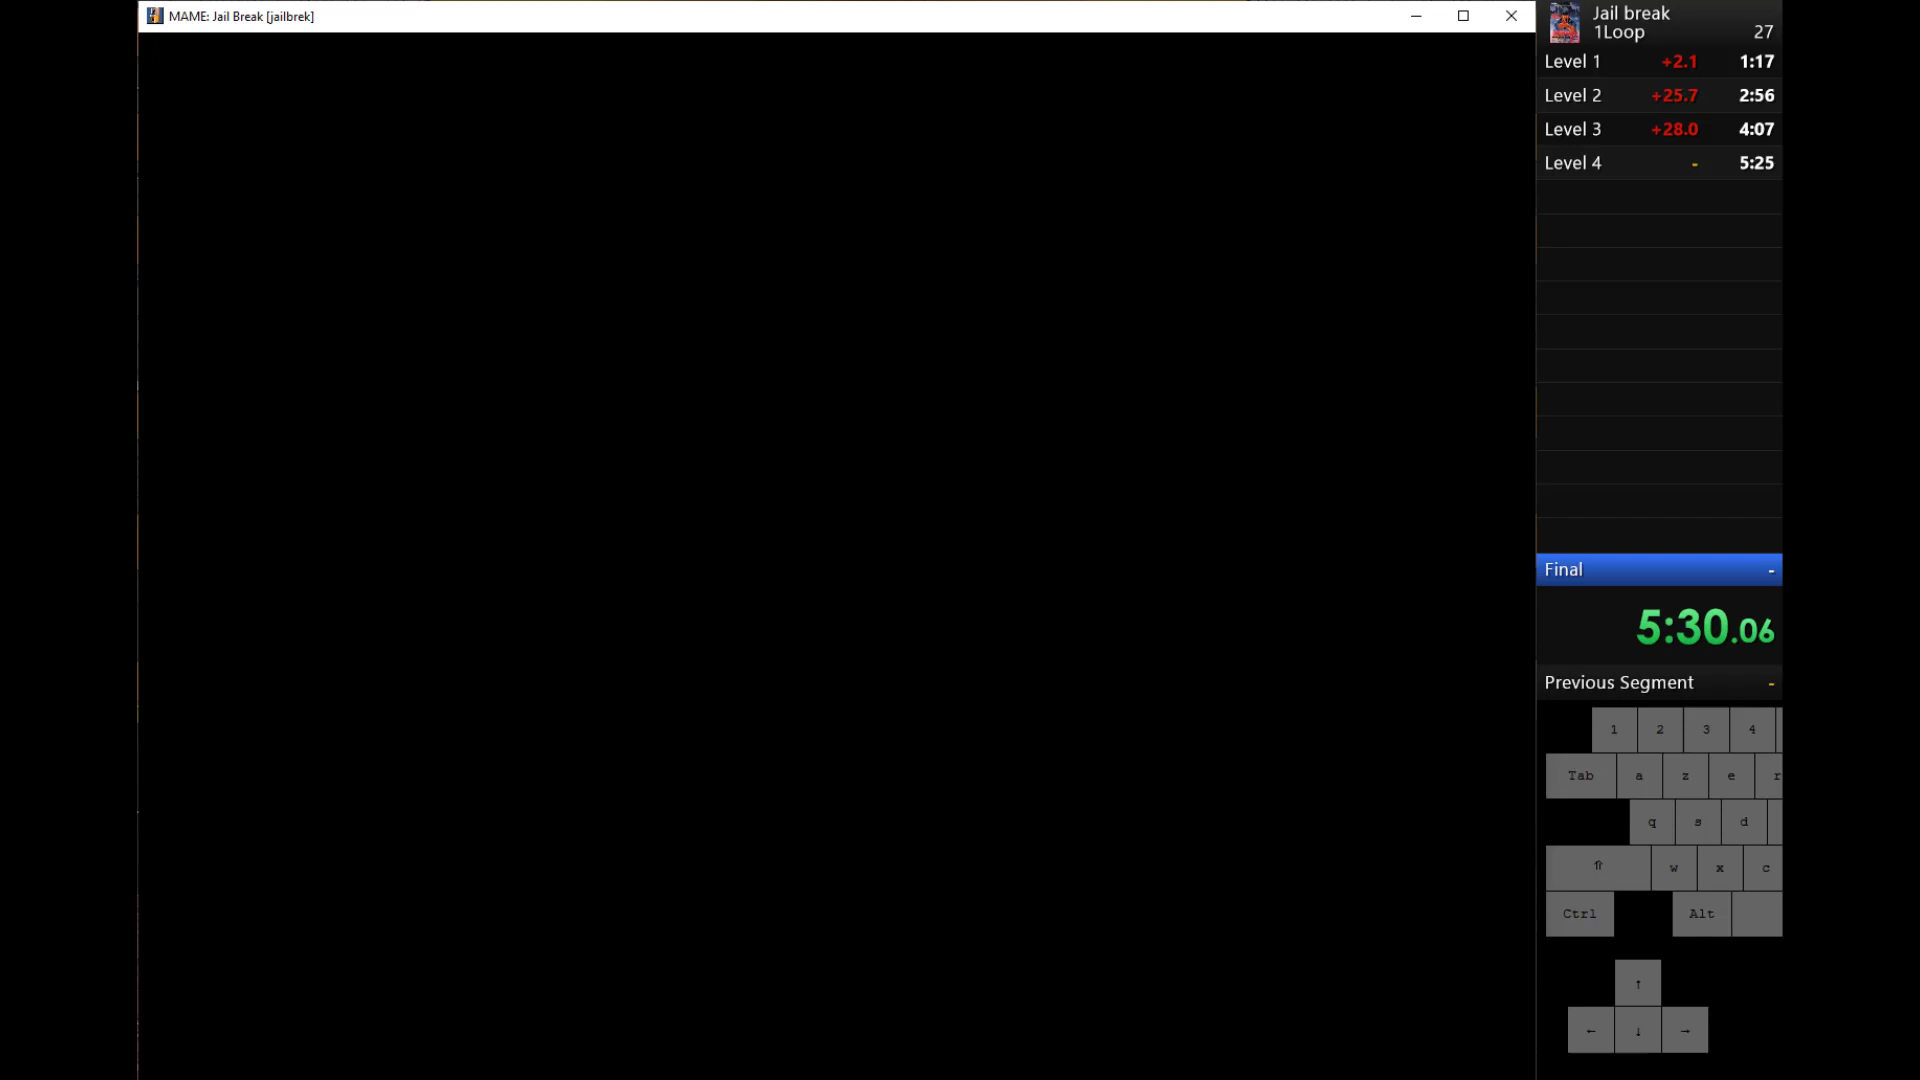 MAME: Jail Break [jailbrek]
Jail break
1Loop 27
Level 1 +2.1 1:17
Level 2 +25.7 2:56
Level 3 +28.0 4:07
Level 4 - 5:25
Final -
5:30.06
Previous Segment -
1 2 3 4
Tab a z e r
q s d
⇑ w x c
Ctrl Alt
↑
← ↓ →